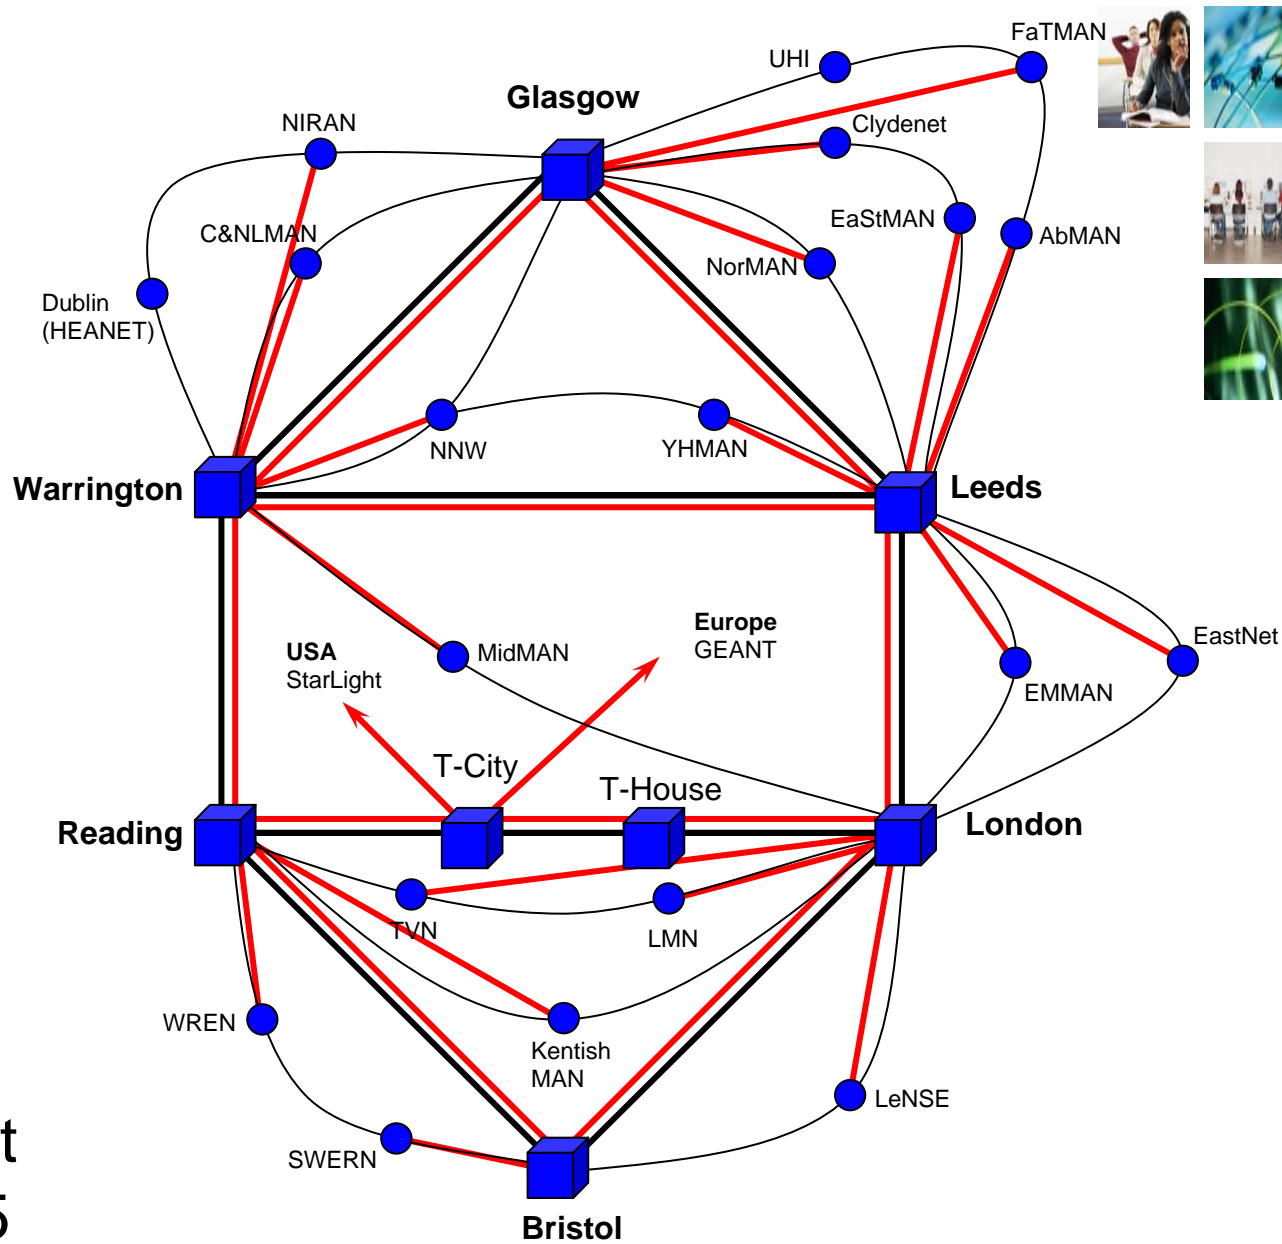 FaTMAN
UHI
Glasgow
NIRAN
Clydenet
C&NLMAN
EaStMAN
AbMAN
NorMAN
Dublin
(HEANET)
NNW
YHMAN
Warrington
Leeds
Europe
GEANT
USA
StarLight
MidMAN
EastNet
EMMAN
T-City
T-House
Reading
London
TVN
LMN
WREN
Kentish
MAN
LeNSE
SWERN
t
5
Bristol